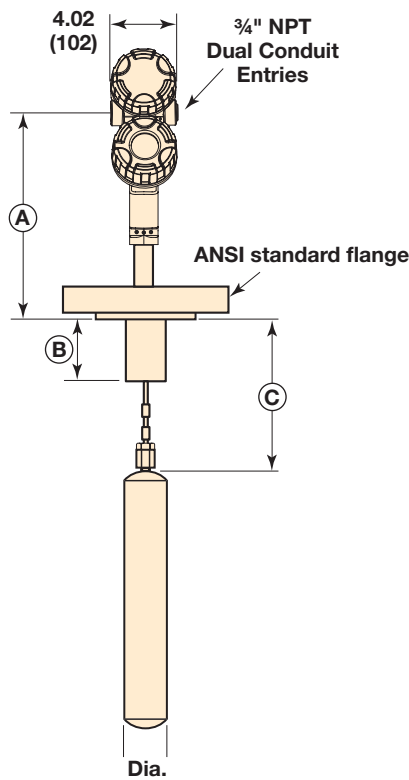 4.02
(102)
¾" NPT
Dual Conduit
Entries
A
ANSI standard flange
B
C
Dia.